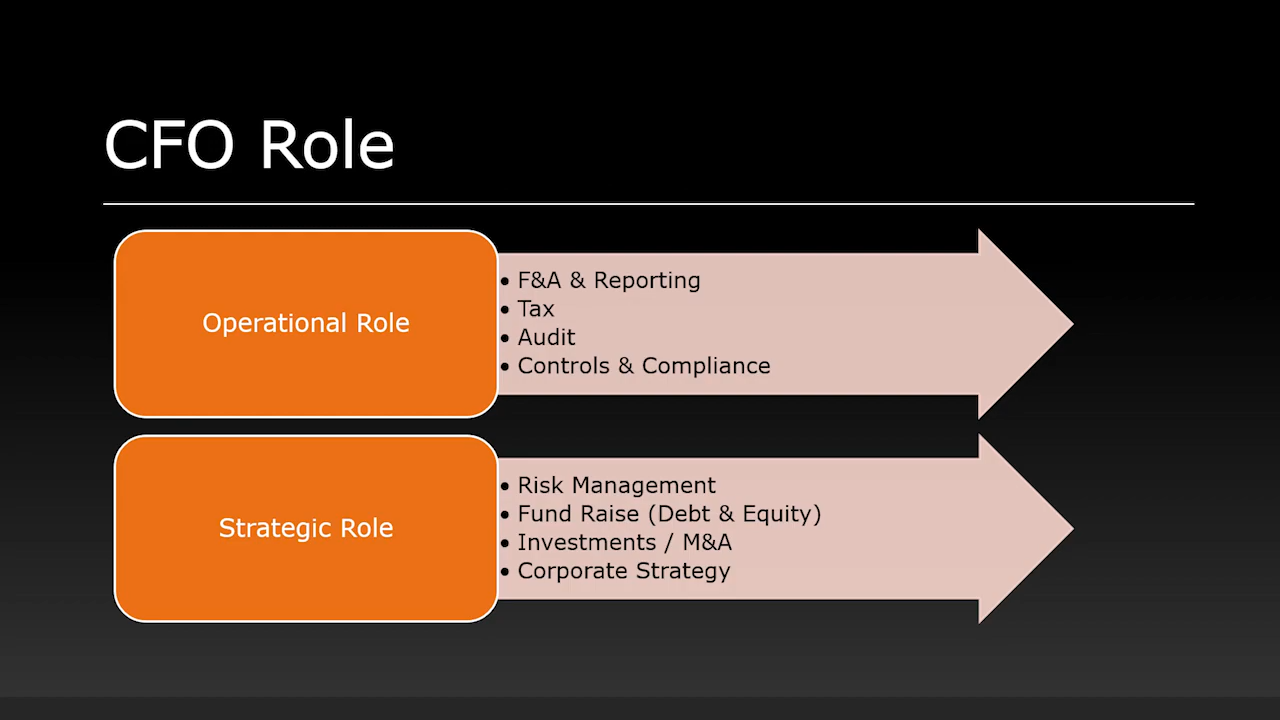 CFO Role
Operational Role
• F&A & Reporting
• Tax
• Audit
• Controls & Compliance
Strategic Role
• Risk Management
• Fund Raise (Debt & Equity)
• Investments / M&A
• Corporate Strategy